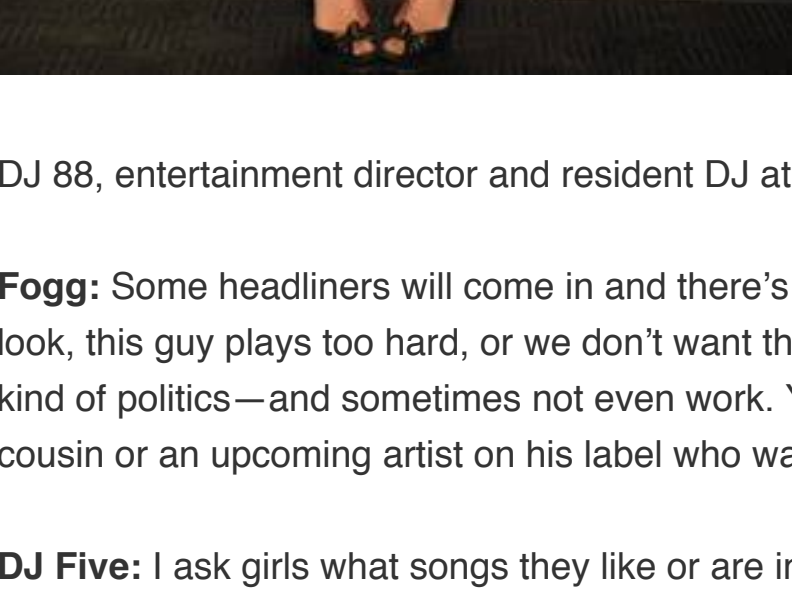 DJ 88, entertainment director and resident DJ at
Fogg: Some headliners will come in and there’s
look, this guy plays too hard, or we don’t want th
kind of politics—and sometimes not even work. Y
cousin or an upcoming artist on his label who wa
DJ Five: I ask girls what songs they like or are in